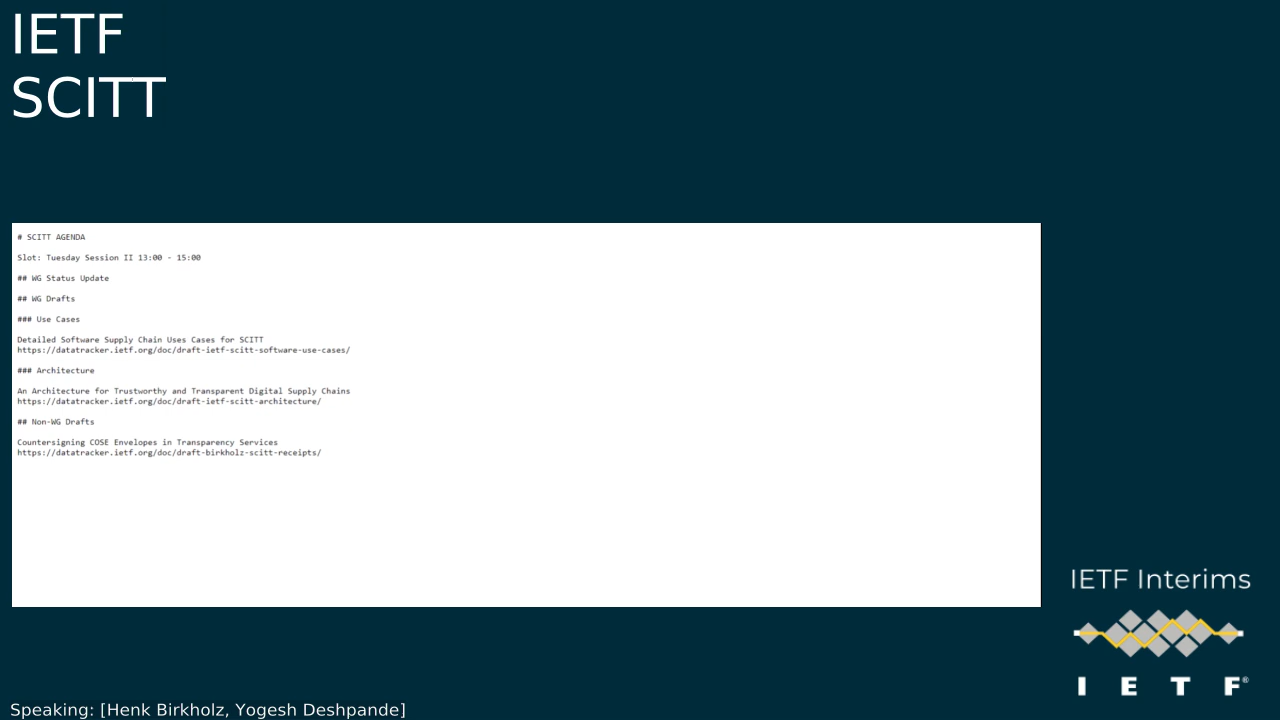 IETF
SCITT
# SCITT AGENDA
Slot: Tuesday Session II 13:00 - 15:00
## WG Status Update
## WG Drafts
### Use Cases
Detailed Software Supply Chain Uses Cases for SCITT
https://datatracker.ietf.org/doc/draft-ietf-scitt-software-use-cases/
### Architecture
An Architecture for Trustworthy and Transparent Digital Supply Chains
https://datatracker.ietf.org/doc/draft-ietf-scitt-architecture/
## Non-WG Drafts
Countersigning COSE Envelopes in Transparency Services
https://datatracker.ietf.org/doc/draft-birkholz-scitt-receipts/
IETF Interims
I E T F®
Speaking: [Henk Birkholz, Yogesh Deshpande]